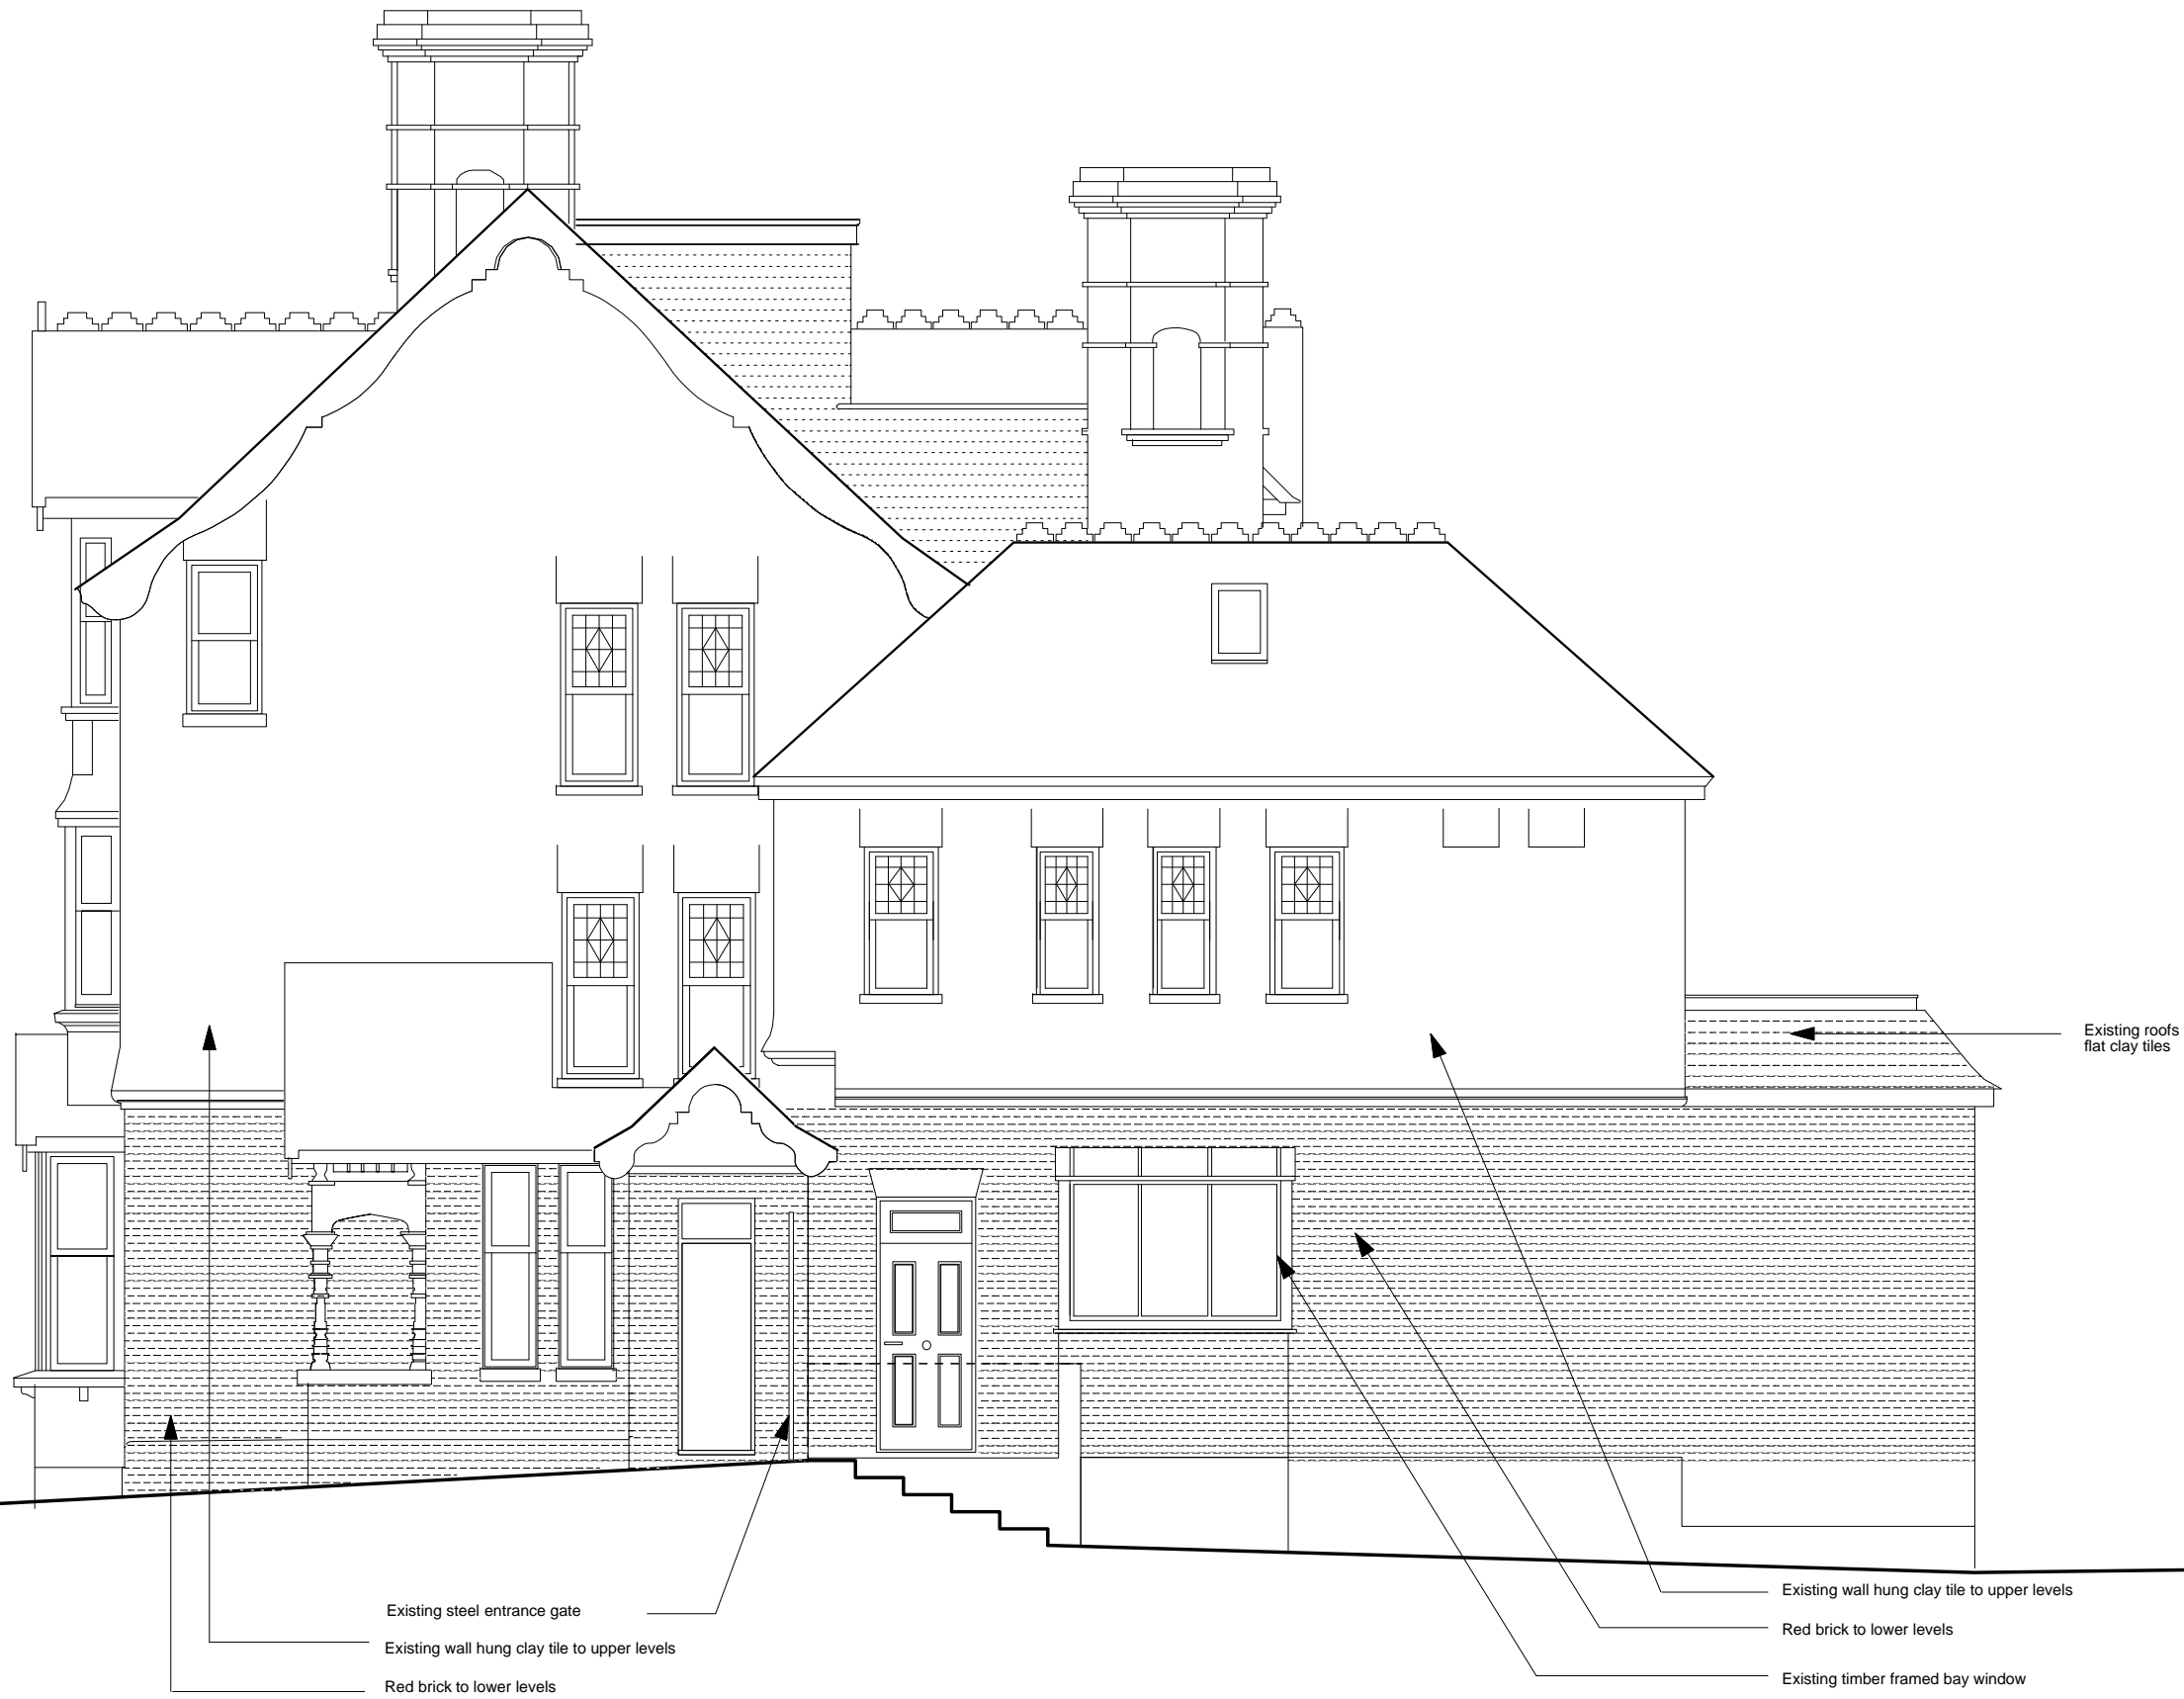 Existing roofs
flat clay tiles
Existing steel entrance gate
Existing wall hung clay tile to upper levels
Red brick to lower levels
Existing wall hung clay tile to upper levels
Red brick to lower levels
Existing timber framed bay window